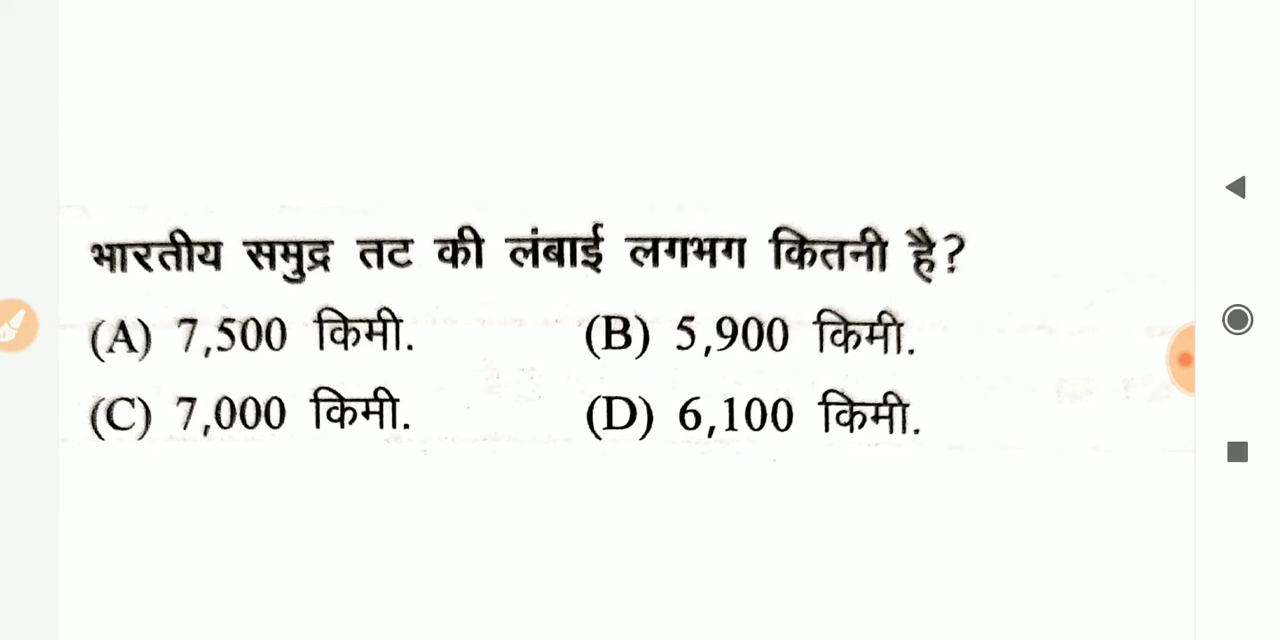 भारतीय समुद्र तट की लंबाई लगभग कितनी है?
(A) 7,500 किमी. (B) 5,900 किमी.
(C) 7,000 किमी. (D) 6,100 किमी.